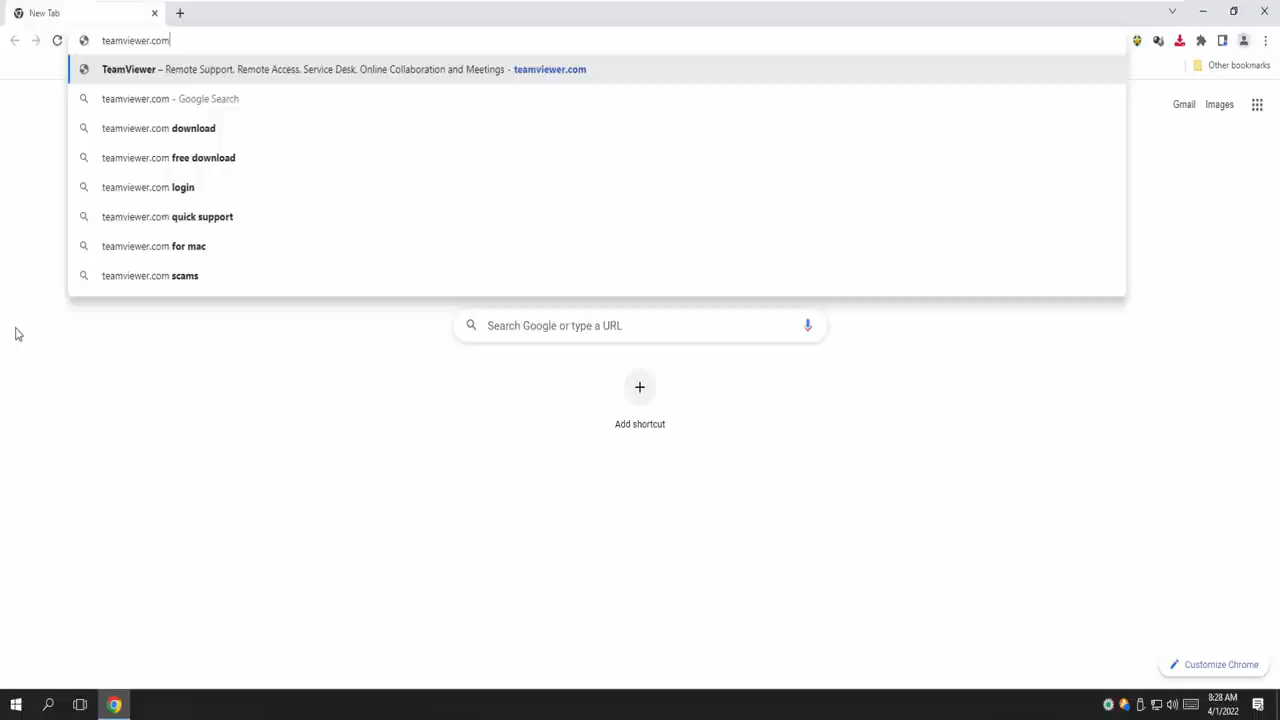 New Tab
teamviewer.com
TeamViewer – Remote Support, Remote Access, Service Desk, Online Collaboration and Meetings - teamviewer.com
Other bookmarks
teamviewer.com - Google Search
Gmail Images
teamviewer.com download
teamviewer.com free download
teamviewer.com login
teamviewer.com quick support
teamviewer.com for mac
teamviewer.com scams
Search Google or type a URL
Add shortcut
Customize Chrome
8:28 AM
4/1/2022